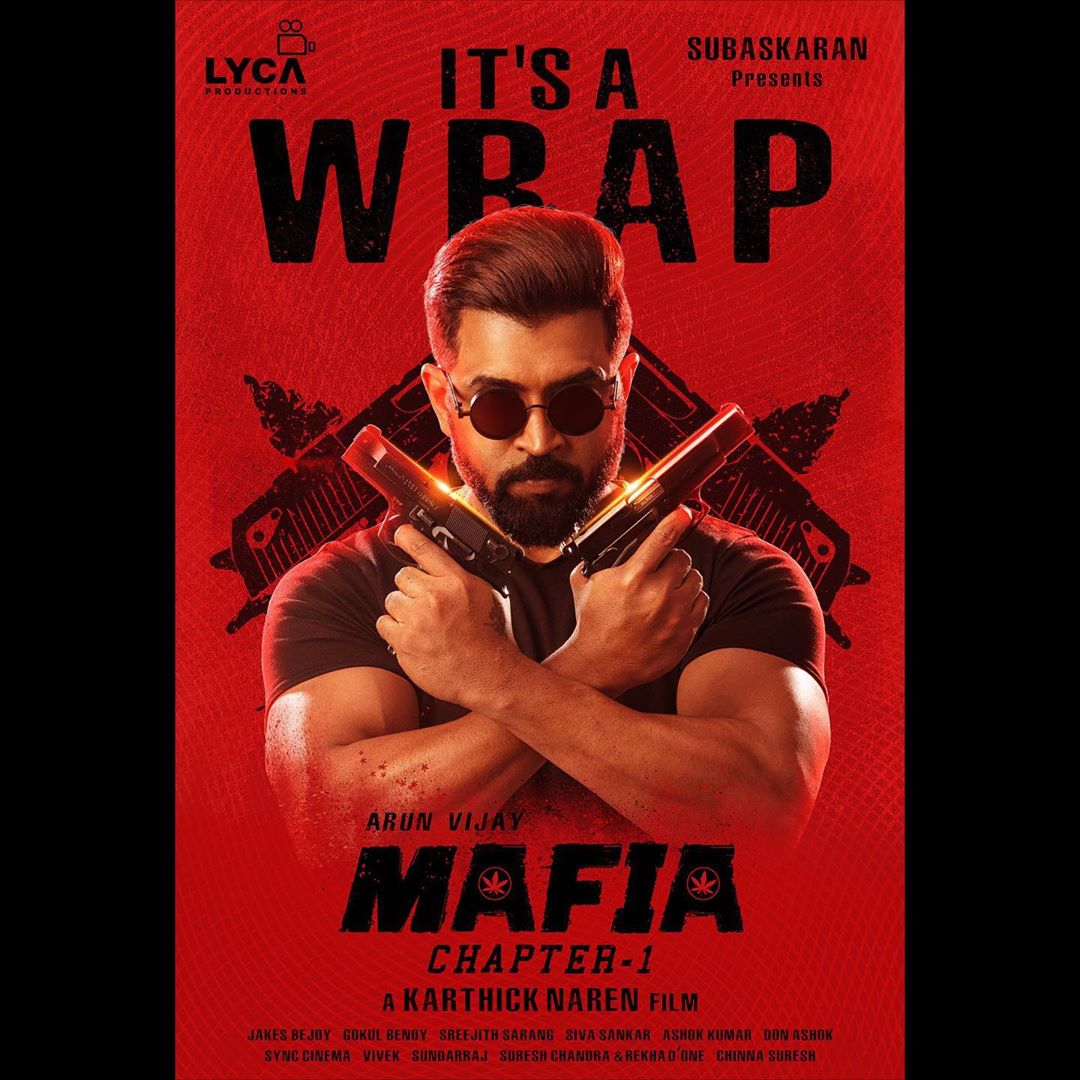 LYCA
PRODUCTIONS
SUBASKARAN
Presents
IT'S A
WRAP
ARUN VIJAY
MAFIA
CHAPTER-1
A KARTHICK NAREN FILM
JAKES BEJOY GOKUL BENOY SREEJITH SARANG SIVA SANKAR ASHOK KUMAR DON ASHOK
SYNC CINEMA VIVEK SUNDARRAJ SURESH CHANDRA & REKHA D'ONE CHINNA SURESH